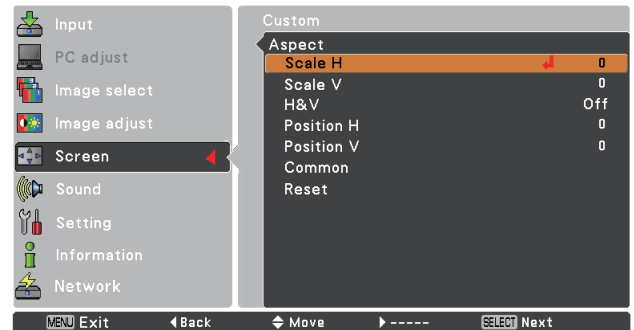 Input
PC adjust
Image select
Image adjust
Screen
Sound
Setting
Information
Network
Custom
Aspect
Scale H 0
Scale V 0
H&V Off
Position H 0
Position V 0
Common
Reset
MENU Exit Back Move ----- SELECT Next